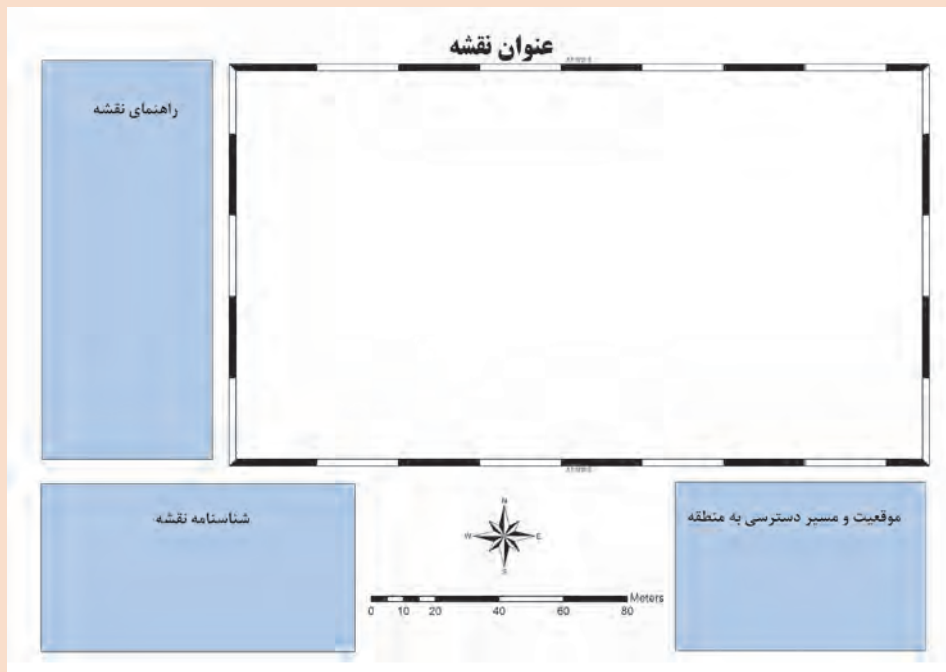 عنوان نقشه
راهنمای نقشه
شناسنامه نقشه
N
W
E
S
موقعیت و مسیر دسترسی به منطقه
Meters
0 10 20 40 60 80